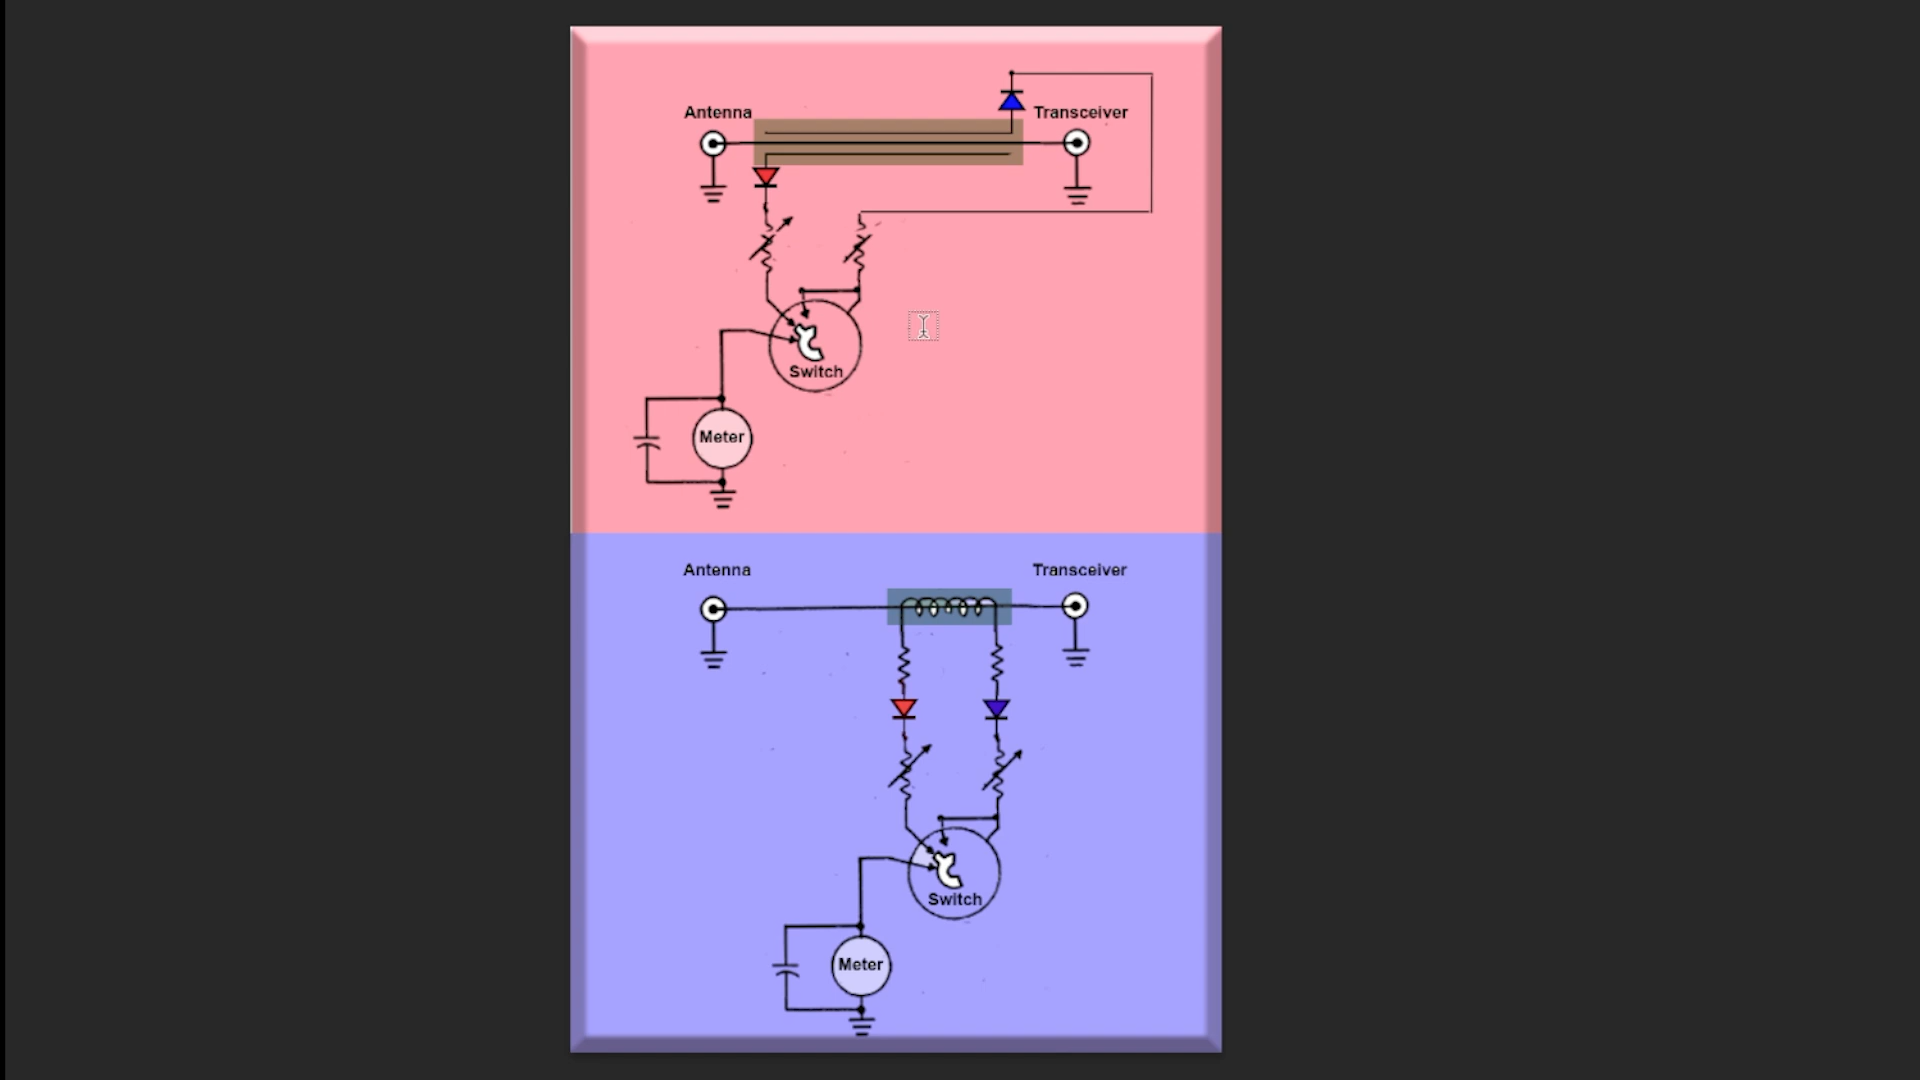 Antenna
Transceiver
Switch
Meter
Antenna
Transceiver
Switch
Meter